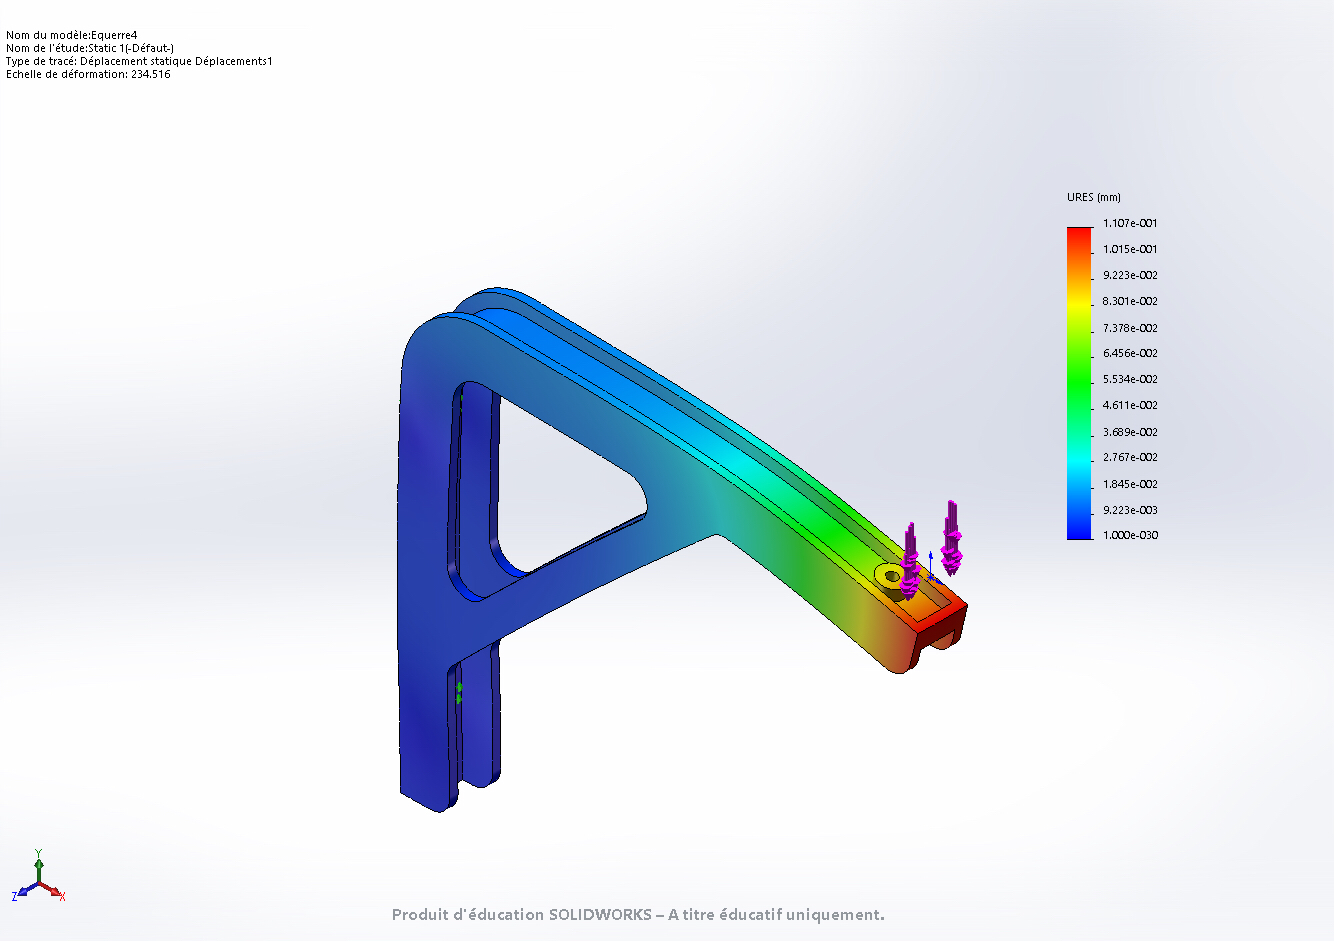 Nom du modèle:Equerre4
Nom de l'étude:Static 1(-Défaut-)
Type de tracé: Déplacement statique Déplacements1
Echelle de déformation: 234.516
URES (mm)
1.107e-001
1.015e-001
9.223e-002
8.301e-002
7.378e-002
6.456e-002
5.534e-002
4.611e-002
3.689e-002
2.767e-002
1.845e-002
9.223e-003
1.000e-030
Y
Z
X
Produit d'éducation SOLIDWORKS – A titre éducatif uniquement.